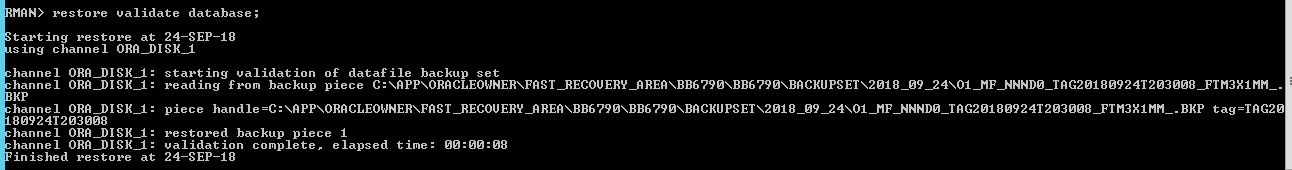 RMAN> restore validate database;
Starting restore at 24-SEP-18
using channel ORA_DISK_1
channel ORA_DISK_1: starting validation of datafile backup set
channel ORA_DISK_1: reading from backup piece C:\APP\ORACLEOWNER\FAST_RECOVERY_AREA\BB6790\BB6790\BACKUPSET\2018_09_24\O1_MF_NNND0_TAG20180924T203008_FTM3X1MM_.
BKP
channel ORA_DISK_1: piece handle=C:\APP\ORACLEOWNER\FAST_RECOVERY_AREA\BB6790\BB6790\BACKUPSET\2018_09_24\O1_MF_NNND0_TAG20180924T203008_FTM3X1MM_.BKP tag=TAG20
180924T203008
channel ORA_DISK_1: restored backup piece 1
channel ORA_DISK_1: validation complete, elapsed time: 00:00:08
Finished restore at 24-SEP-18